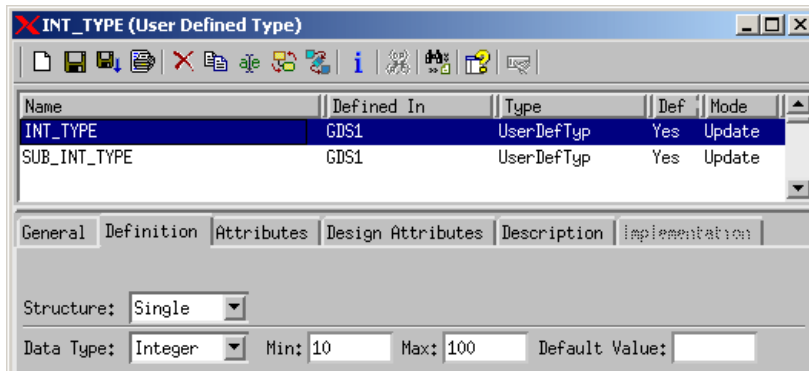 INT_TYPE (User Defined Type)
Name Defined In Type Def Mode
INT_TYPE GDS1 UserDefTyp Yes Update
SUB_INT_TYPE GDS1 UserDefTyp Yes Update
General Definition Attributes Design Attributes Description Implementation
Structure: Single
Data Type: Integer Min: 10 Max: 100 Default Value: